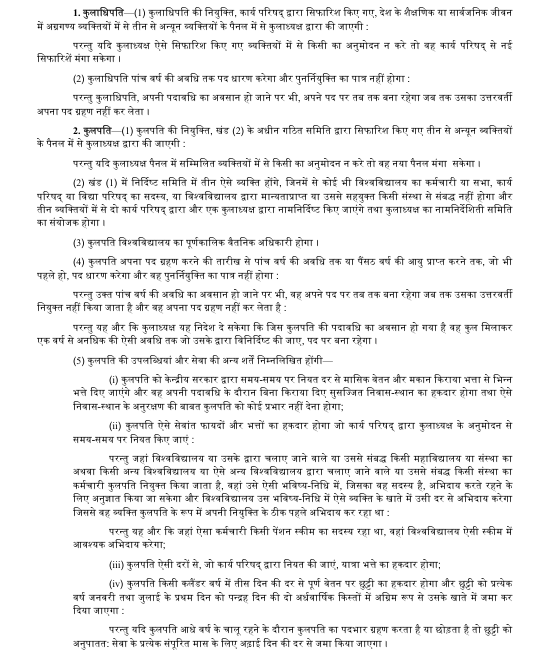 1. कुलाधिपति—(1) कुलाधिपति की नियुक्ति, कार्य परिषद् द्वारा सिफारिश किए गए, देश के शैक्षणिक या सार्वजनिक जीवन
में अग्रगण्य व्यक्तियों में से तीन से अन्यून व्यक्तियों के पैनल में से कुलाध्यक्ष द्वारा की जाएगी :
परन्तु यदि कुलाध्यक्ष ऐसे सिफारिश किए गए व्यक्तियों में से किसी का अनुमोदन न करे तो वह कार्य परिषद् से नई
सिफारिशें मंगा सकेगा ।
(2) कुलाधिपति पांच वर्ष की अवधि तक पद धारण करेगा और पुनर्नियुक्ति का पात्र नहीं होगा :
परन्तु कुलाधिपति, अपनी पदावधि का अवसान हो जाने पर भी, अपने पद पर तब तक बना रहेगा जब तक उसका उत्तरवर्ती
अपना पद ग्रहण नहीं कर लेता ।
2. कुलपति—(1) कुलपति की नियुक्ति, खंड (2) के अधीन गठित समिति द्वारा सिफारिश किए गए तीन से अन्यून व्यक्तियों
के पैनल में से कुलाध्यक्ष द्वारा की जाएगी :
परन्तु यदि कुलाध्यक्ष पैनल में सम्मिलित व्यक्तियों में से किसी का अनुमोदन न करे तो वह नया पैनल मंगा सकेगा ।
(2) खंड (1) में निर्दिष्ट समिति में तीन ऐसे व्यक्ति होंगे, जिनमें से कोई भी विश्वविद्यालय का कर्मचारी या सभा, कार्य
परिषद् या विद्या परिषद् का सदस्य, या विश्वविद्यालय द्वारा मान्यताप्राप्त या उससे सहयुक्त किसी संस्था से संबद्ध नहीं होगा और
तीन व्यक्तियों में से दो कार्य परिषद् द्वारा और एक कुलाध्यक्ष द्वारा नामनिर्दिष्ट किए जाएंगे तथा कुलाध्यक्ष का नामनिर्देशिती समिति
का संयोजक होगा ।
(3) कुलपति विश्वविद्यालय का पूर्णकालिक वैतनिक अधिकारी होगा ।
(4) कुलपति अपना पद ग्रहण करने की तारीख से पांच वर्ष की अवधि तक या पैंसठ वर्ष की आयु प्राप्त करने तक, जो भी
पहले हो, पद धारण करेगा और वह पुनर्नियुक्ति का पात्र नहीं होगा :
परन्तु उक्त पांच वर्ष की अवधि का अवसान हो जाने पर भी, वह अपने पद पर तब तक बना रहेगा जब तक उसका उत्तरवर्ती
नियुक्त नहीं किया जाता है और वह अपना पद ग्रहण नहीं कर लेता है :
परन्तु यह और कि कुलाध्यक्ष यह निदेश दे सकेगा कि जिस कुलपति की पदावधि का अवसान हो गया है वह कुल मिलाकर
एक वर्ष से अनधिक की ऐसी अवधि तक जो उसके द्वारा विनिर्दिष्ट की जाए, पद पर बना रहेगा ।
(5) कुलपति की उपलब्धियां और सेवा की अन्य शर्तें निम्नलिखित होंगी—
(i) कुलपति को केन्द्रीय सरकार द्वारा समय-समय पर नियत दर से मासिक वेतन और मकान किराया भत्ता से भिन्न
भत्ते दिए जाएंगे और वह अपनी पदावधि के दौरान बिना किराया दिए सुसज्जित निवास-स्थान का हकदार होगा तथा ऐसे
निवास-स्थान के अनुरक्षण की बाबत कुलपति को कोई प्रभार नहीं देना होगा;
(ii) कुलपति ऐसे सेवांत फायदों और भत्तों का हकदार होगा जो कार्य परिषद् द्वारा कुलाध्यक्ष के अनुमोदन से
समय-समय पर नियत किए जाएं :
परन्तु जहां विश्वविद्यालय या उसके द्वारा चलाए जाने वाले या उससे संबद्ध किसी महाविद्यालय या संस्था का
अथवा किसी अन्य विश्वविद्यालय या ऐसे अन्य विश्वविद्यालय द्वारा चलाए जाने वाले या उससे संबद्ध किसी संस्था का
कर्मचारी कुलपति नियुक्त किया जाता है, वहां उसे ऐसी भविष्य-निधि में, जिसका वह सदस्य है, अभिदाय करते रहने के
लिए अनुज्ञात किया जा सकेगा और विश्वविद्यालय उस भविष्य-निधि में ऐसे व्यक्ति के खाते में उसी दर से अभिदाय करेगा
जिससे वह व्यक्ति कुलपति के रूप में अपनी नियुक्ति के ठीक पहले अभिदाय कर रहा था :
परन्तु यह और कि जहां ऐसा कर्मचारी किसी पेंशन स्कीम का सदस्य रहा था, वहां विश्वविद्यालय ऐसी स्कीम में
आवश्यक अभिदाय करेगा;
(iii) कुलपति ऐसी दरों से, जो कार्य परिषद् द्वारा नियत की जाएं, यात्रा भत्ते का हकदार होगा;
(iv) कुलपति किसी कलैंडर वर्ष में तीस दिन की दर से पूर्ण वेतन पर छुट्टी का हकदार होगा और छुट्टी को प्रत्येक
वर्ष जनवरी तथा जुलाई के प्रथम दिन को पन्द्रह दिन की दो अर्धवार्षिक किस्तों में अग्रिम रूप से उसके खाते में जमा कर
दिया जाएगा :
परन्तु यदि कुलपति आधे वर्ष के चालू रहने के दौरान कुलपति का पदभार ग्रहण करता है या छोड़ता है तो छुट्टी को
अनुपातत: सेवा के प्रत्येक संपूरित मास के लिए अढ़ाई दिन की दर से जमा किया जाएगा ।